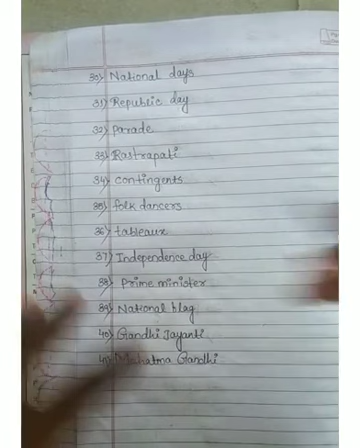 30) National days
31) Republic day
32) parade
33) Rastrapati
34) contingents
35) folk dancers
36) tableaux
37) Independence day
38) prime minister
39) National blag
40) Gandhi Jayanti
41) Mahatma Gandhi